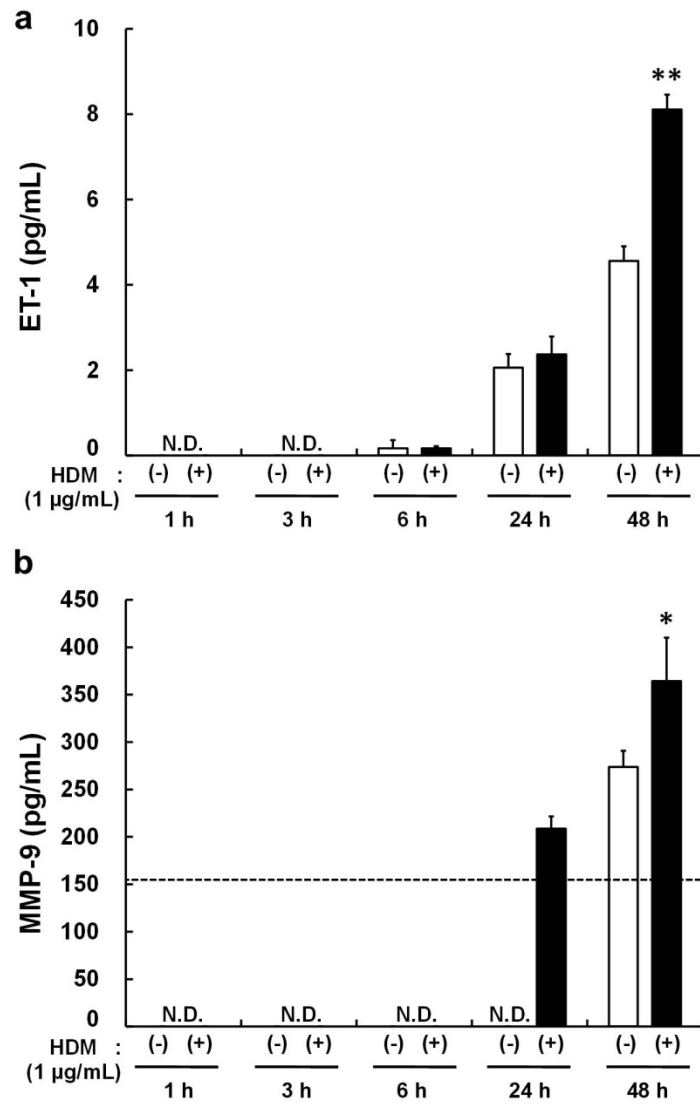 a
10
8
6
4
2
0
ET-1 (pg/mL)
**
N.D. N.D.
HDM : (-) (+) (-) (+) (-) (+) (-) (+) (-) (+)
(1 µg/mL)
1 h 3 h 6 h 24 h 48 h
b
450
400
350
300
250
200
150
100
50
0
MMP-9 (pg/mL)
*
N.D. N.D. N.D. N.D.
HDM : (-) (+) (-) (+) (-) (+) (-) (+) (-) (+)
(1 µg/mL)
1 h 3 h 6 h 24 h 48 h